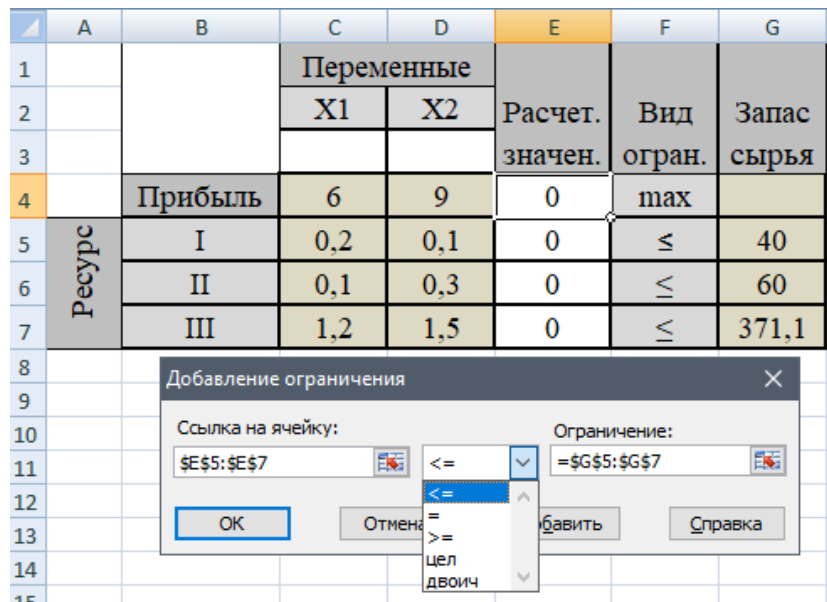 A B C D E F G
1 Переменные
2 X1 X2 Расчет. Вид Запас
3 значен. огран. сырья
4 Прибыль 6 9 0 max
5 I 0,2 0,1 0 ≤ 40
6 II 0,1 0,3 0 ≤ 60
7 III 1,2 1,5 0 ≤ 371,1
Ресурс
8
9
10
11
12
13
14
15
Добавление ограничения
Ссылка на ячейку: Ограничение:
$E$5:$E$7 <= =$G$5:$G$7
<=
=
>=
цел
двоич
OK Отмена обавить Справка